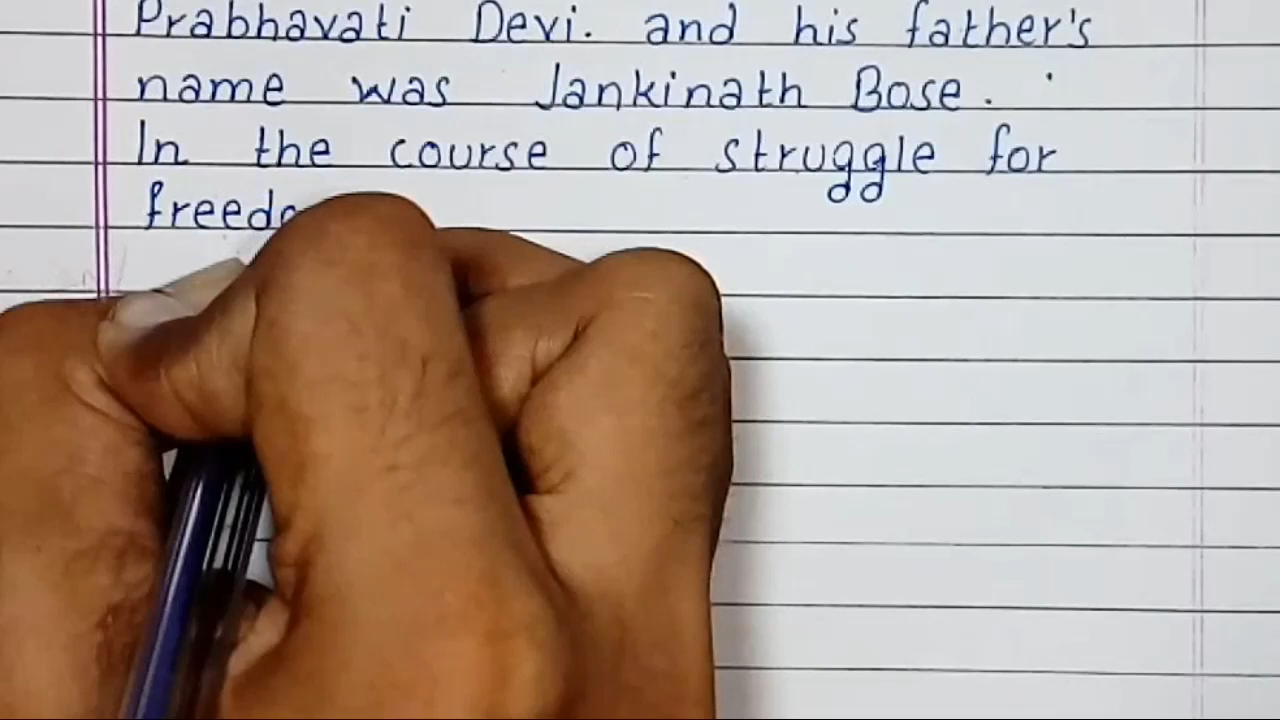 Prabhavati Devi. and his father's
name was Jankinath Bose.
In the course of struggle for